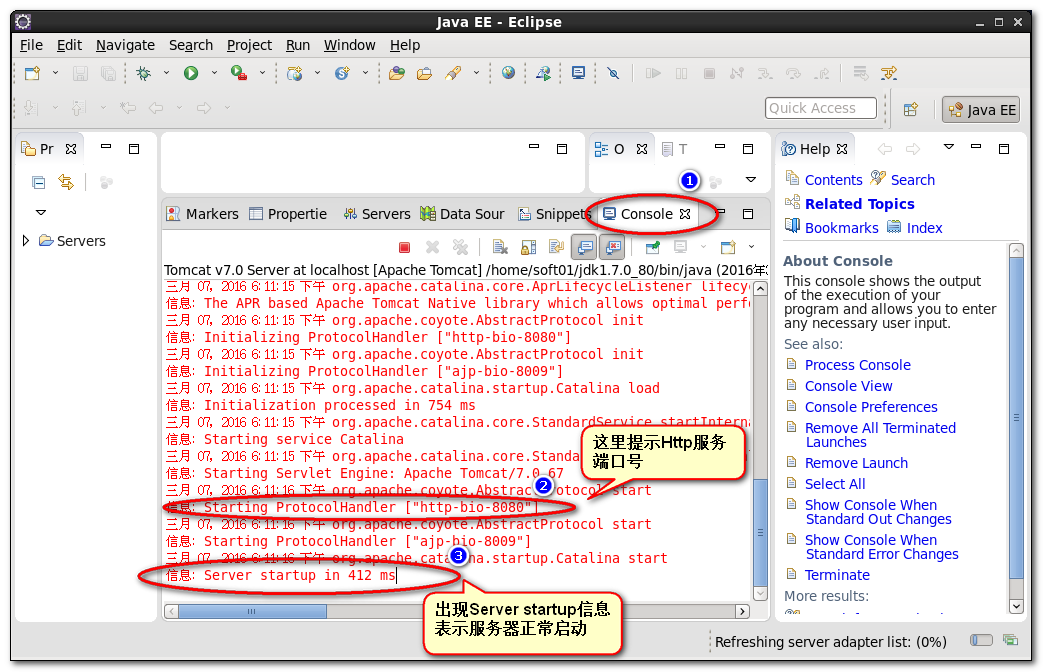 Java EE - Eclipse
File Edit Navigate Search Project Run Window Help
Quick Access
Java EE
Pr
O
T
Help
Servers
1
Markers Propertie Servers Data Sour Snippets Console
Tomcat v7.0 Server at localhost [Apache Tomcat] /home/soft01/jdk1.7.0_80/bin/java (2016年
三月 07, 2016 6:11:15 下午 org.apache.catalina.core.AprLifecycleListener lifecyc
信息: The APR based Apache Tomcat Native library which allows optimal perfo
三月 07, 2016 6:11:15 下午 org.apache.coyote.AbstractProtocol init
信息: Initializing ProtocolHandler ["http-bio-8080"]
三月 07, 2016 6:11:15 下午 org.apache.coyote.AbstractProtocol init
信息: Initializing ProtocolHandler ["ajp-bio-8009"]
三月 07, 2016 6:11:15 下午 org.apache.catalina.startup.Catalina load
信息: Initialization processed in 754 ms
三月 07, 2016 6:11:15 下午 org.apache.catalina.core.StandardService startInterna
信息: Starting service Catalina
三月 07, 2016 6:11:15 下午 org.apache.catalina.core.Standa
信息: Starting Servlet Engine: Apache Tomcat/7.0.67
三月 07, 2016 6:11:16 下午 org.apache.coyote.AbstractProtocol start
信息: Starting ProtocolHandler ["http-bio-8080"]
三月 07, 2016 6:11:16 下午 org.apache.coyote.AbstractProtocol start
信息: Starting ProtocolHandler ["ajp-bio-8009"]
三月 07, 2016 6:11:16 下午 org.apache.catalina.startup.Catalina start
信息: Server startup in 412 ms
2
这里提示Http服务
端口号
3
出现Server startup信息
表示服务器正常启动
Contents Search
Related Topics
Bookmarks Index
About Console
This console shows the output
of the execution of your
program and allows you to enter
any necessary user input.
See also:
Process Console
Console View
Console Preferences
Remove All Terminated
Launches
Remove Launch
Select All
Show Console When
Standard Out Changes
Show Console When
Standard Error Changes
Terminate
More results:
Refreshing server adapter list: (0%)